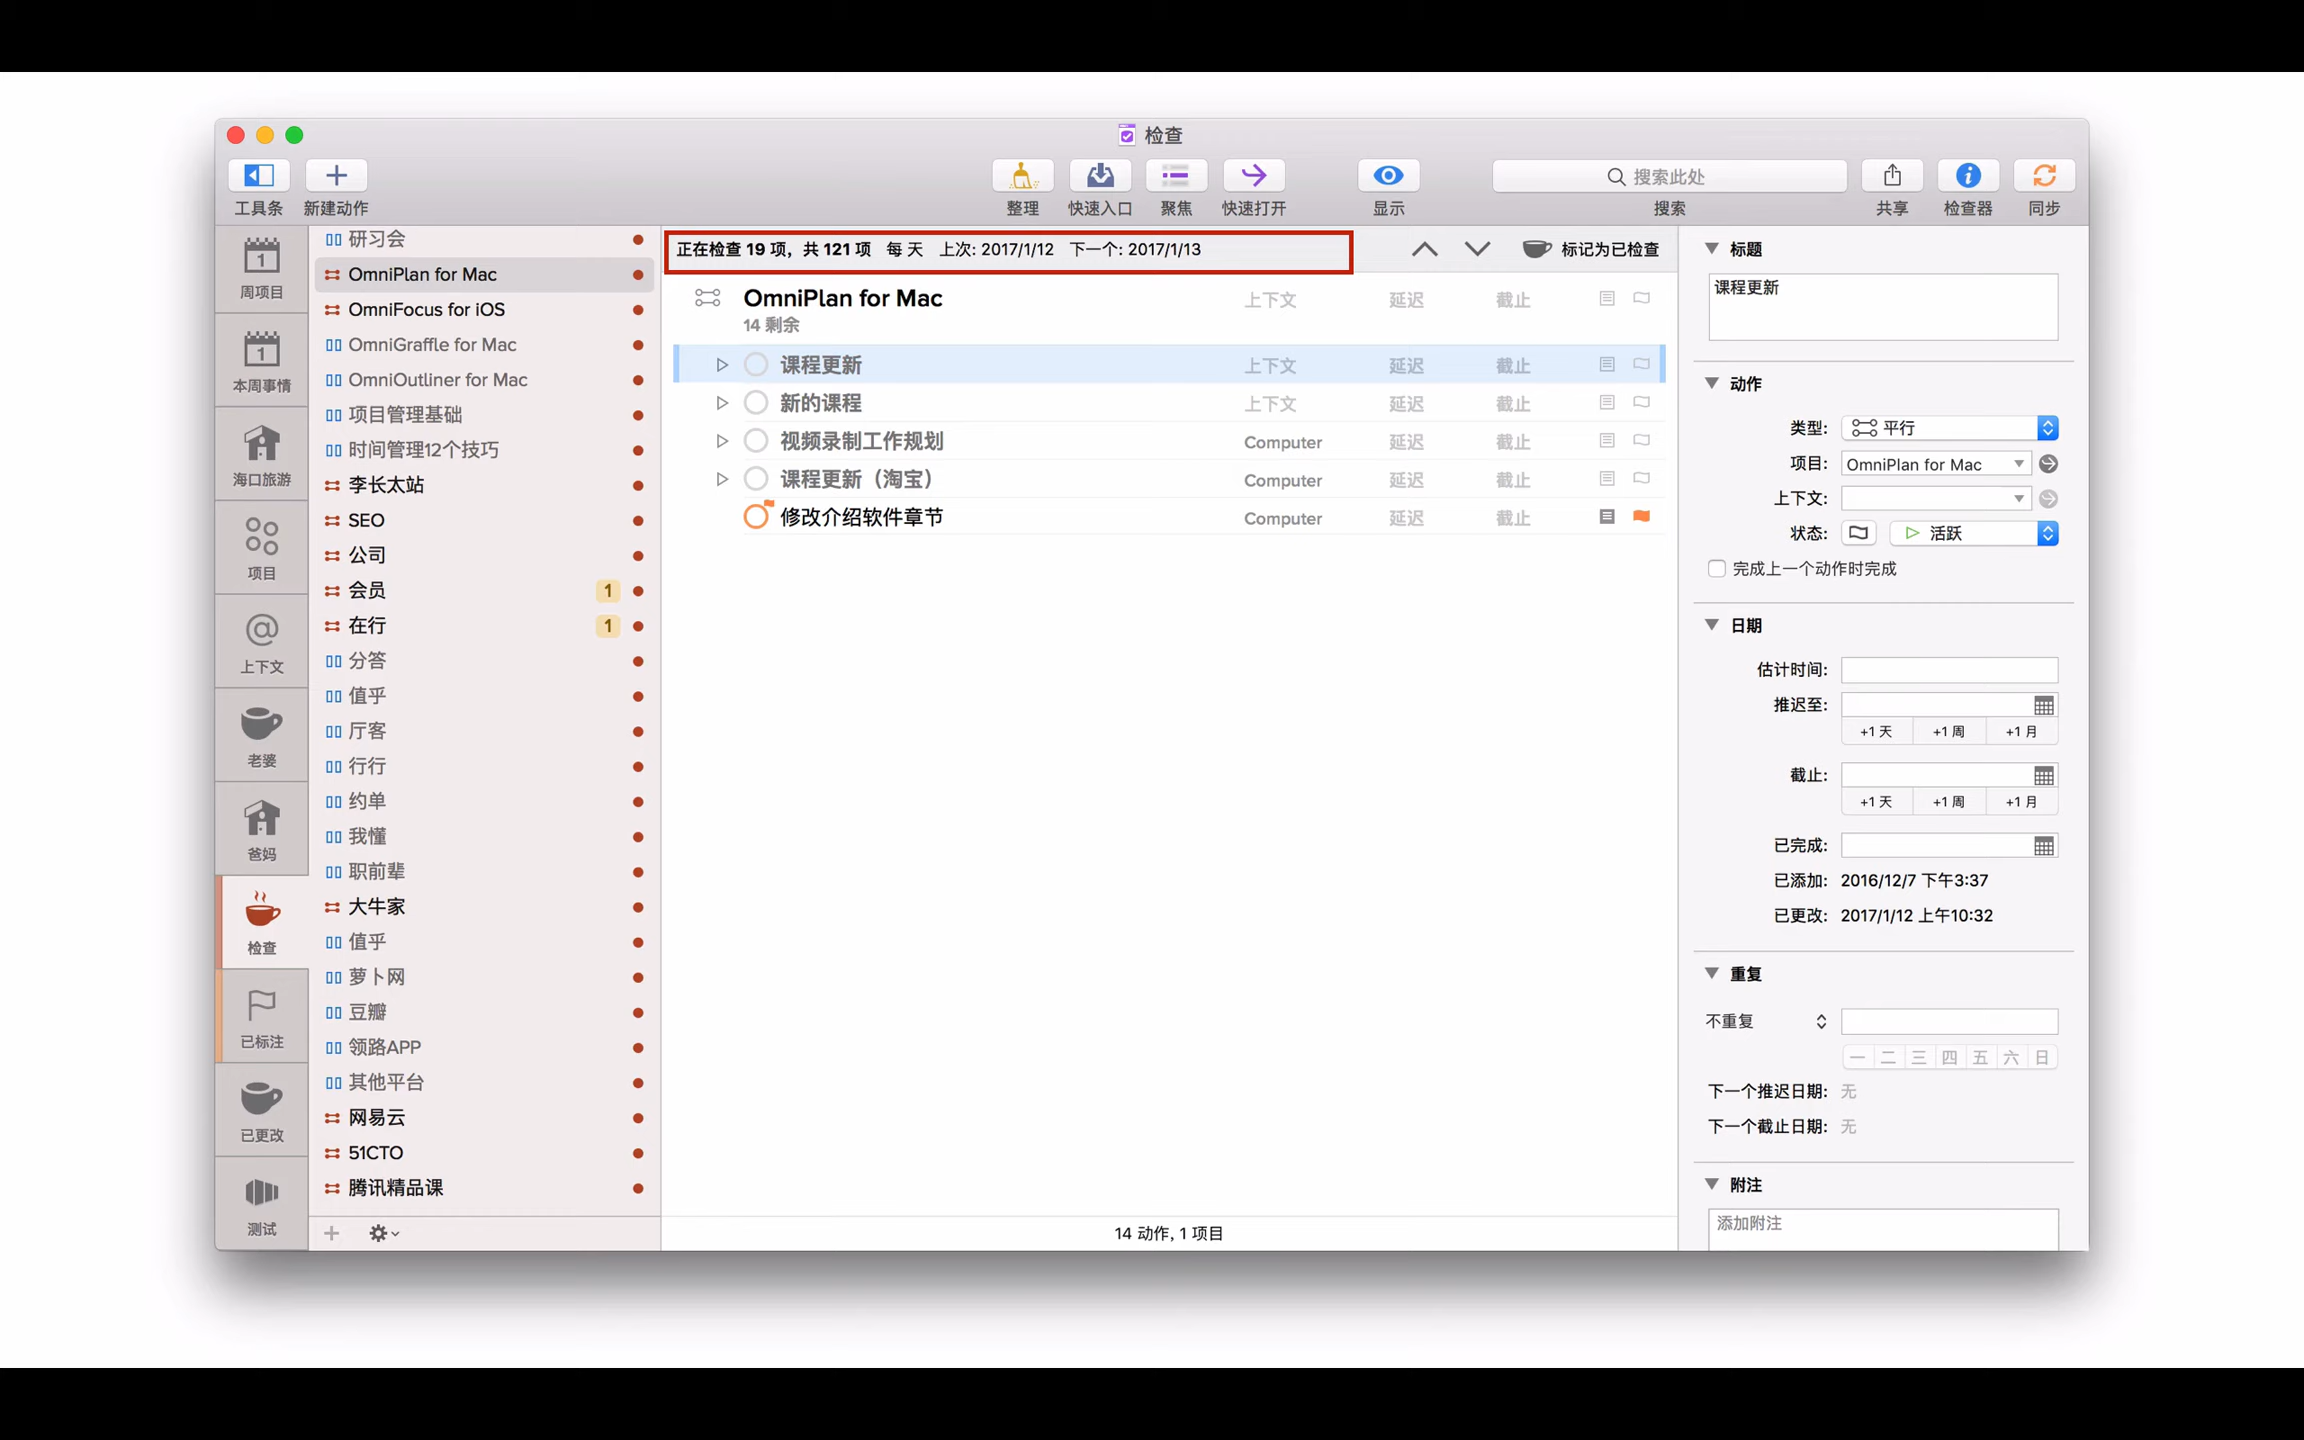 检查
工具条
新建动作
整理
快速入口
聚焦
快速打开
显示
搜索此处
搜索
共享
检查器
同步
1
周项目
1
本周事情
海口旅游
项目
上下文
老婆
爸妈
检查
已标注
已更改
测试
研习会
OmniPlan for Mac
OmniFocus for iOS
OmniGraffle for Mac
OmniOutliner for Mac
项目管理基础
时间管理12个技巧
李长太站
SEO
公司
会员 1
在行 1
分答
值乎
厅客
行行
约单
我懂
职前辈
大牛家
值乎
萝卜网
豆瓣
领路APP
其他平台
网易云
51CTO
腾讯精品课
正在检查 19 项，共 121 项 每 天 上次: 2017/1/12 下一个: 2017/1/13
标记为已检查
OmniPlan for Mac 上下文 延迟 截止
14 剩余
课程更新 上下文 延迟 截止
新的课程 上下文 延迟 截止
视频录制工作规划 Computer 延迟 截止
课程更新（淘宝） Computer 延迟 截止
修改介绍软件章节 Computer 延迟 截止
14 动作, 1 项目
标题
课程更新
动作
类型: 平行
项目: OmniPlan for Mac
上下文:
状态: 活跃
完成上一个动作时完成
日期
估计时间:
推迟至:
+1 天 +1 周 +1 月
截止:
+1 天 +1 周 +1 月
已完成:
已添加: 2016/12/7 下午3:37
已更改: 2017/1/12 上午10:32
重复
不重复
一 二 三 四 五 六 日
下一个推迟日期: 无
下一个截止日期: 无
附注
添加附注